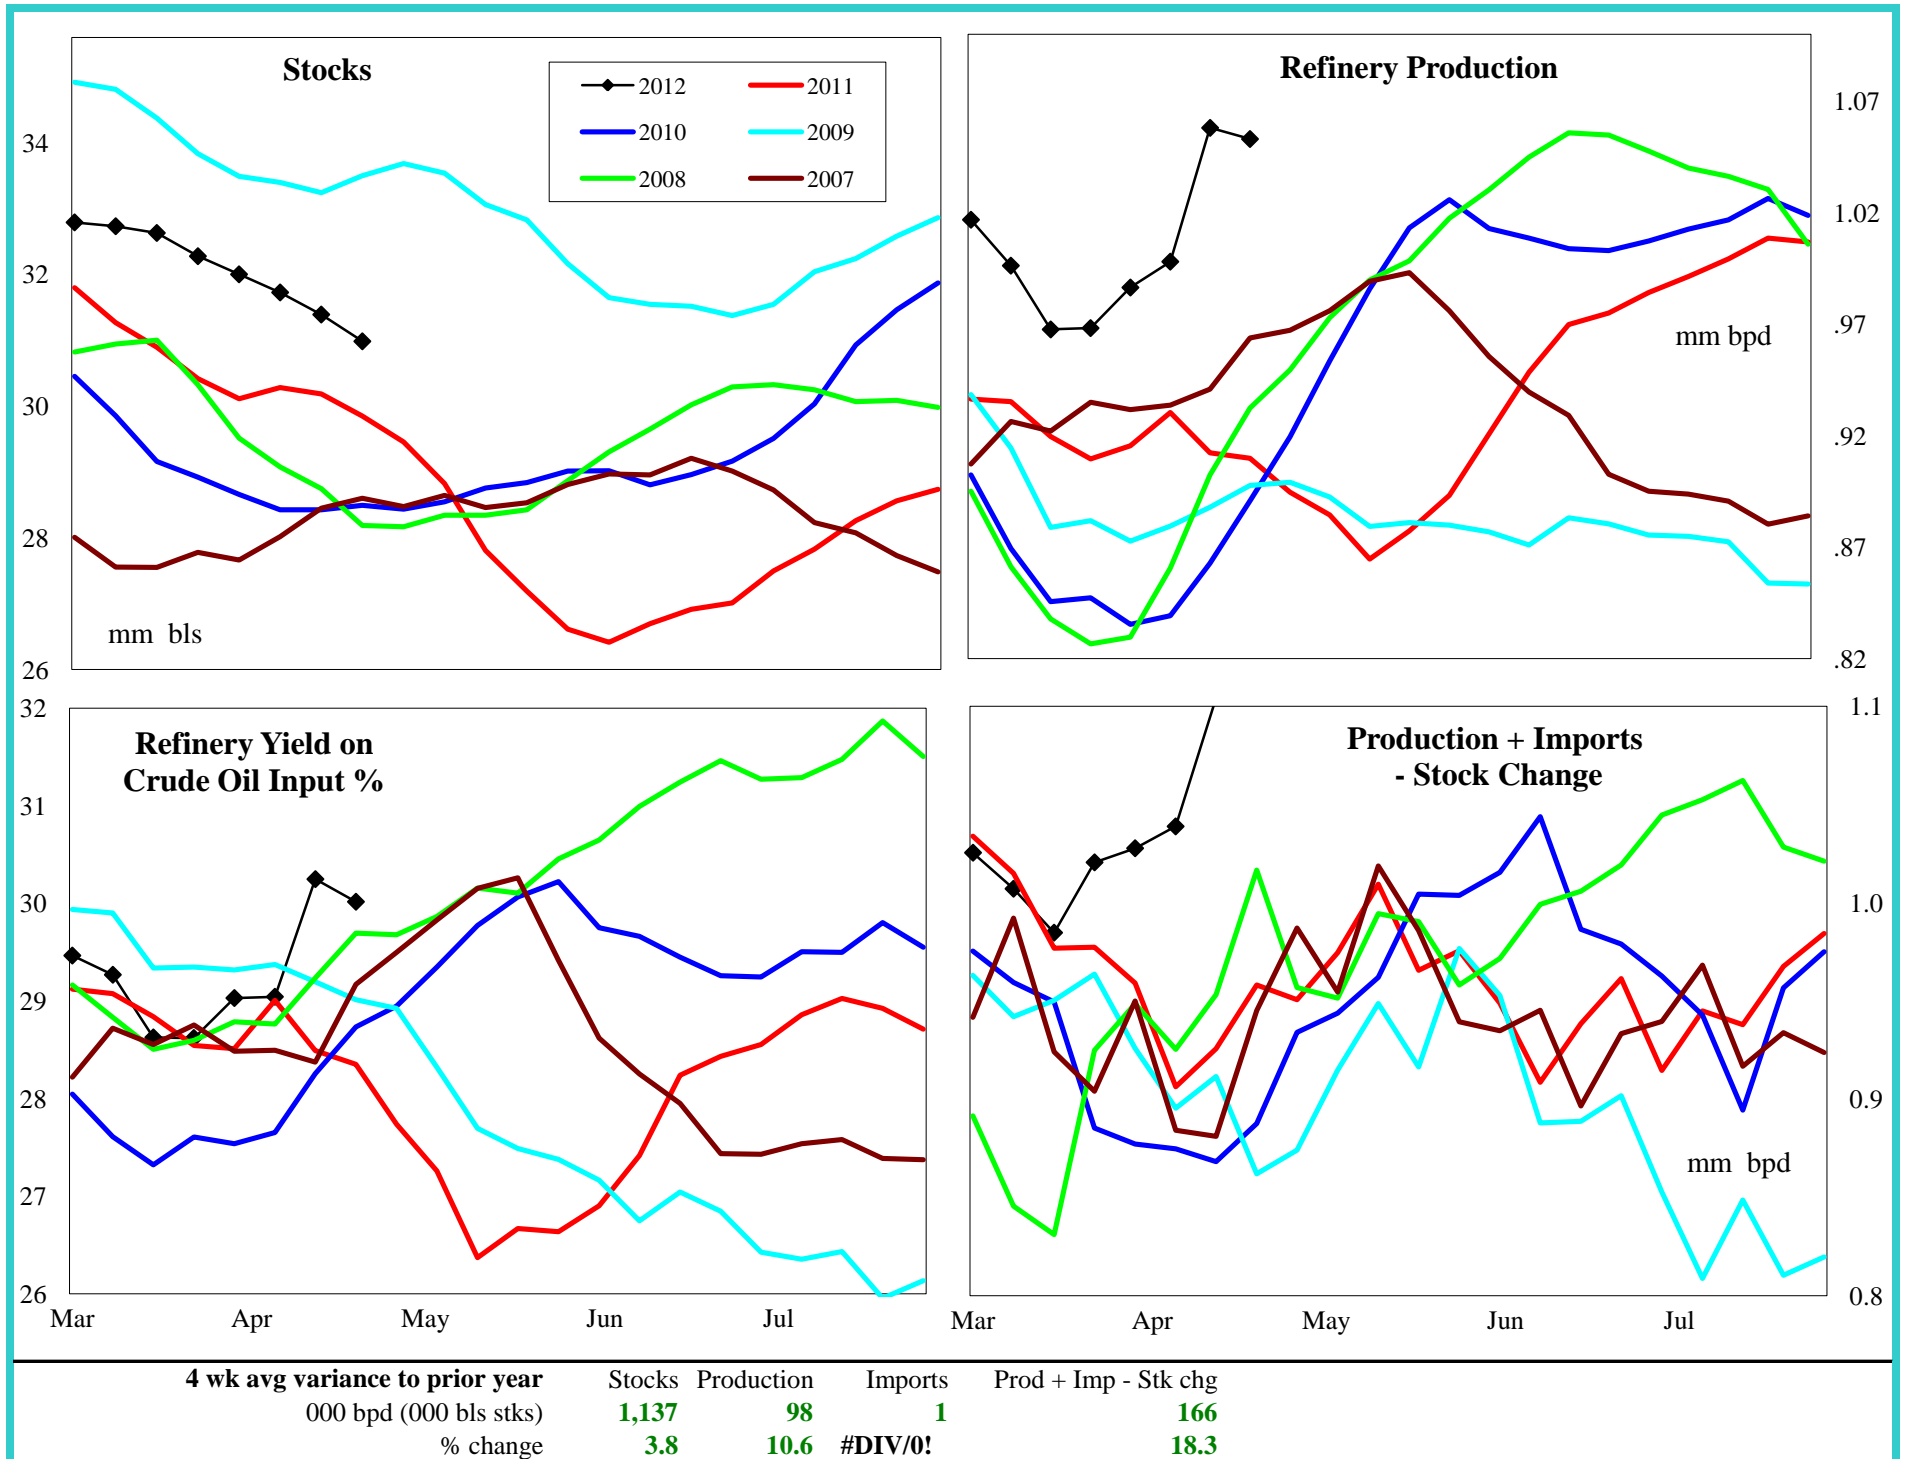 Stocks
2012 2011
2010 2009
2008 2007
34
32
30
28
26
mm bls
Refinery Production
1.07
1.02
.97
.92
.87
.82
mm bpd
Refinery Yield on
Crude Oil Input %
32
31
30
29
28
27
26
Mar Apr May Jun Jul
Production + Imports
- Stock Change
1.1
1.0
0.9
0.8
mm bpd
Mar Apr May Jun Jul
4 wk avg variance to prior year Stocks Production Imports Prod + Imp - Stk chg
000 bpd (000 bls stks) 1,137 98 1 166
% change 3.8 10.6 #DIV/0! 18.3